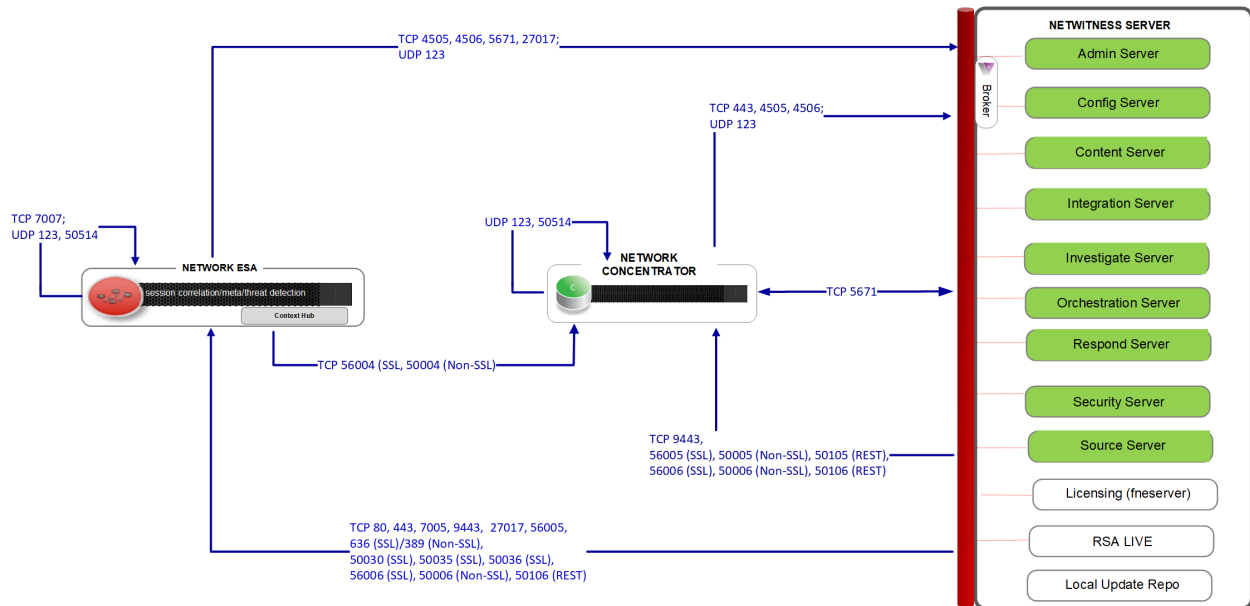 NETWITNESS SERVER
Admin Server
Broker
Config Server
Content Server
Integration Server
Investigate Server
Orchestration Server
Respond Server
Security Server
Source Server
Licensing (fneserver)
RSA LIVE
Local Update Repo
TCP 4505, 4506, 5671, 27017;
UDP 123
TCP 443, 4505, 4506;
UDP 123
TCP 7007;
UDP 123, 50514
UDP 123, 50514
NETWORK ESA
session correlation/meta/threat detection
Context Hub
NETWORK
CONCENTRATOR
C
TCP 5671
TCP 56004 (SSL, 50004 (Non-SSL)
TCP 9443,
56005 (SSL), 50005 (Non-SSL), 50105 (REST),
56006 (SSL), 50006 (Non-SSL), 50106 (REST)
TCP 80, 443, 7005, 9443, 27017, 56005,
636 (SSL)/389 (Non-SSL),
50030 (SSL), 50035 (SSL), 50036 (SSL),
56006 (SSL), 50006 (Non-SSL), 50106 (REST)